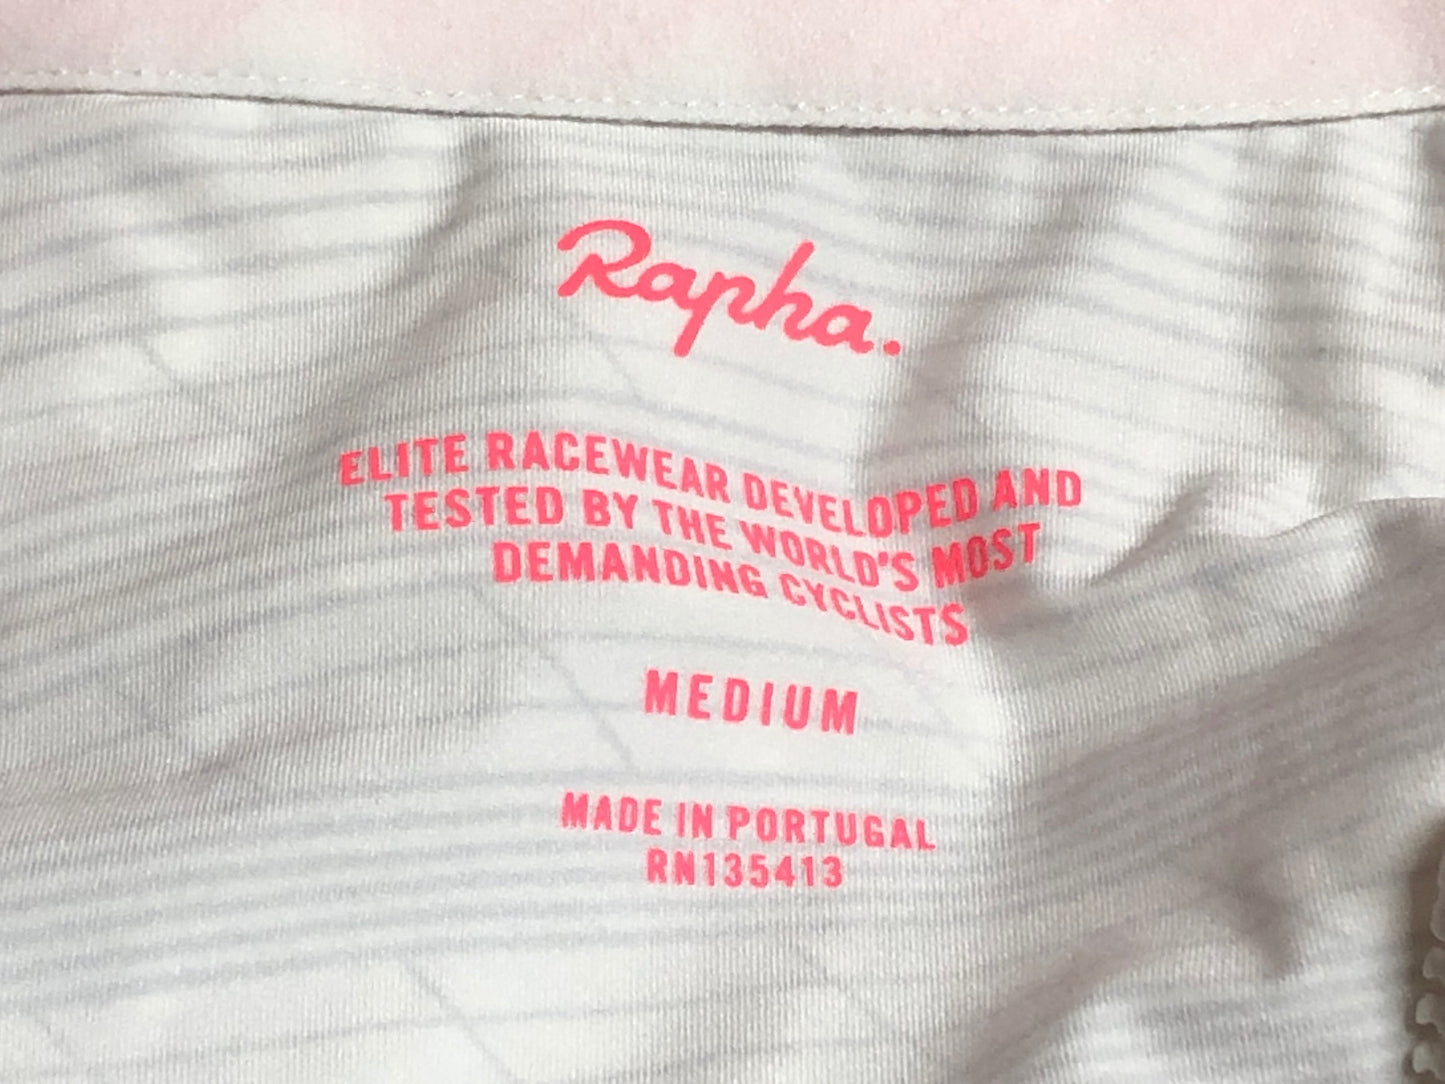 Rapha.
ELITE RACEWEAR DEVELOPED AND
TESTED BY THE WORLD'S MOST
DEMANDING CYCLISTS
MEDIUM
MADE IN PORTUGAL
RN135413